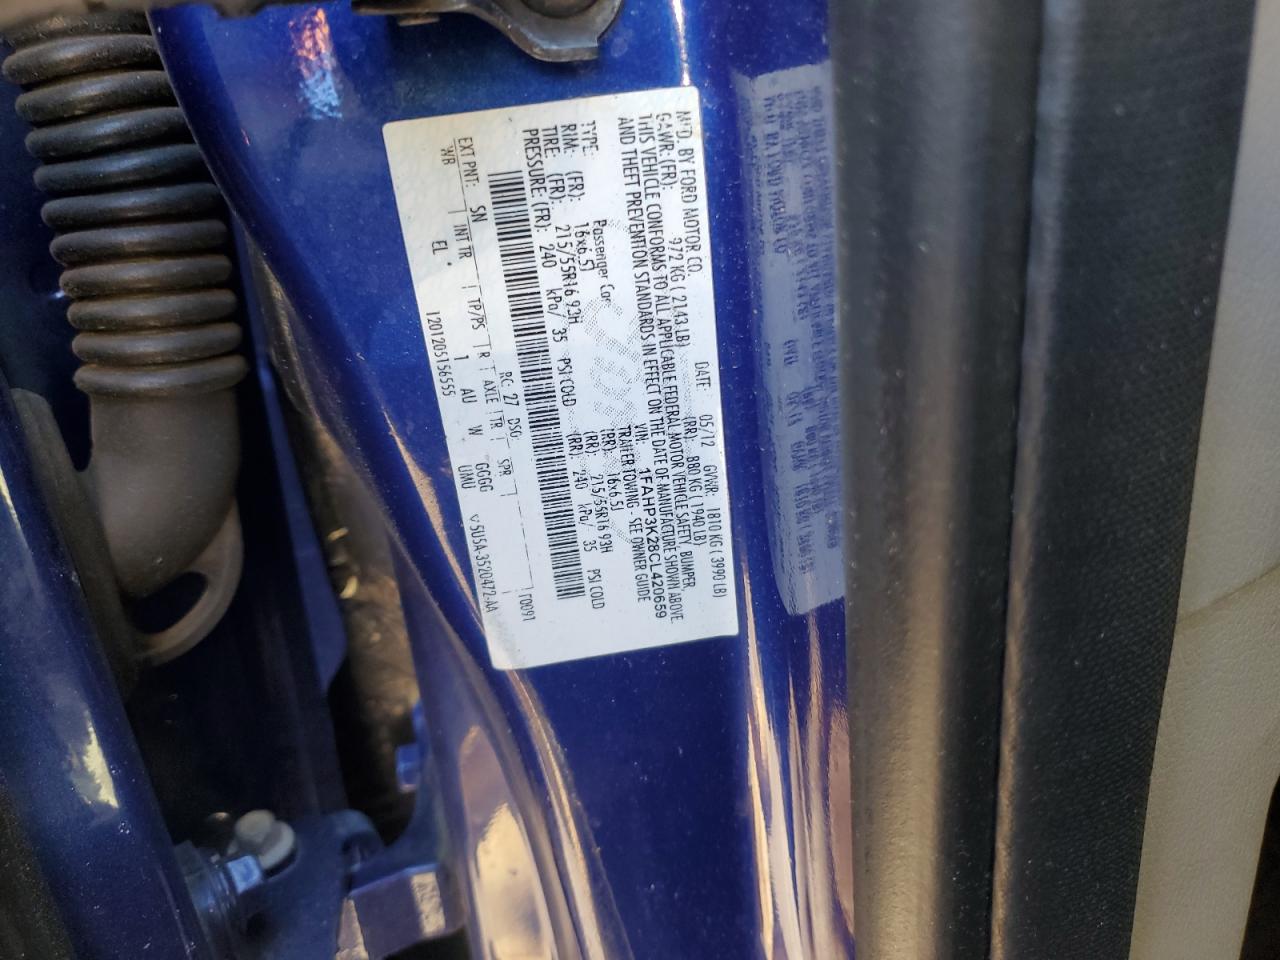 MFD. BY FORD MOTOR CO.
DATE: 05/12 GVWR: 1810 KG ( 3990 LB)
GAWR: (FR): 972 KG ( 2143 LB) (RR): 880 KG ( 1940 LB)
THIS VEHICLE CONFORMS TO ALL APPLICABLE FEDERAL MOTOR VEHICLE SAFETY, BUMPER,
AND THEFT PREVENTION STANDARDS IN EFFECT ON THE DATE OF MANUFACTURE SHOWN ABOVE.
VIN: 1FAHP3K28CL420659
TYPE: Passenger Car TRAILER TOWING - SEE OWNER GUIDE
RIM: (FR): 16x6.5J (RR): 16x6.5J
TIRE: (FR): 215/55R16 93H (RR): 215/55R16 93H
PRESSURE: (FR): 240 kPa/ 35 PSI COLD (RR): 240 kPa/ 35 PSI COLD
EXT PNT: SN RC: 27 DSO: T0091
WB INT TR TP/PS R AXLE TR SPR
EL 1 AU W GGGG
1201205156555 UMU 5U5A-3520472-AA